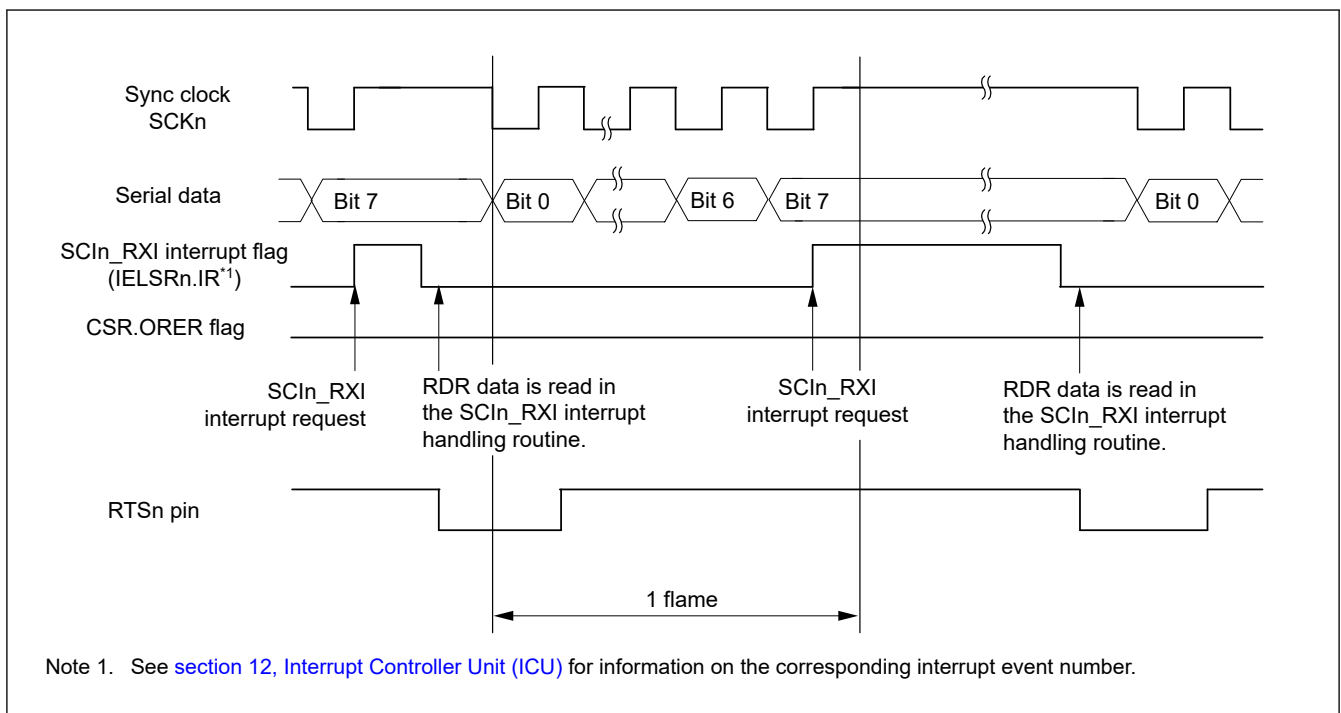 Sync clock
SCKn
Serial data
Bit 7
Bit 0
Bit 6
Bit 7
Bit 0
SCIn_RXI interrupt flag
(IELSRn.IR*1)
CSR.ORER flag
SCIn_RXI
interrupt request
RDR data is read in
the SCIn_RXI interrupt
handling routine.
SCIn_RXI
interrupt request
RDR data is read in
the SCIn_RXI interrupt
handling routine.
RTSn pin
1 flame
Note 1. See section 12, Interrupt Controller Unit (ICU) for information on the corresponding interrupt event number.